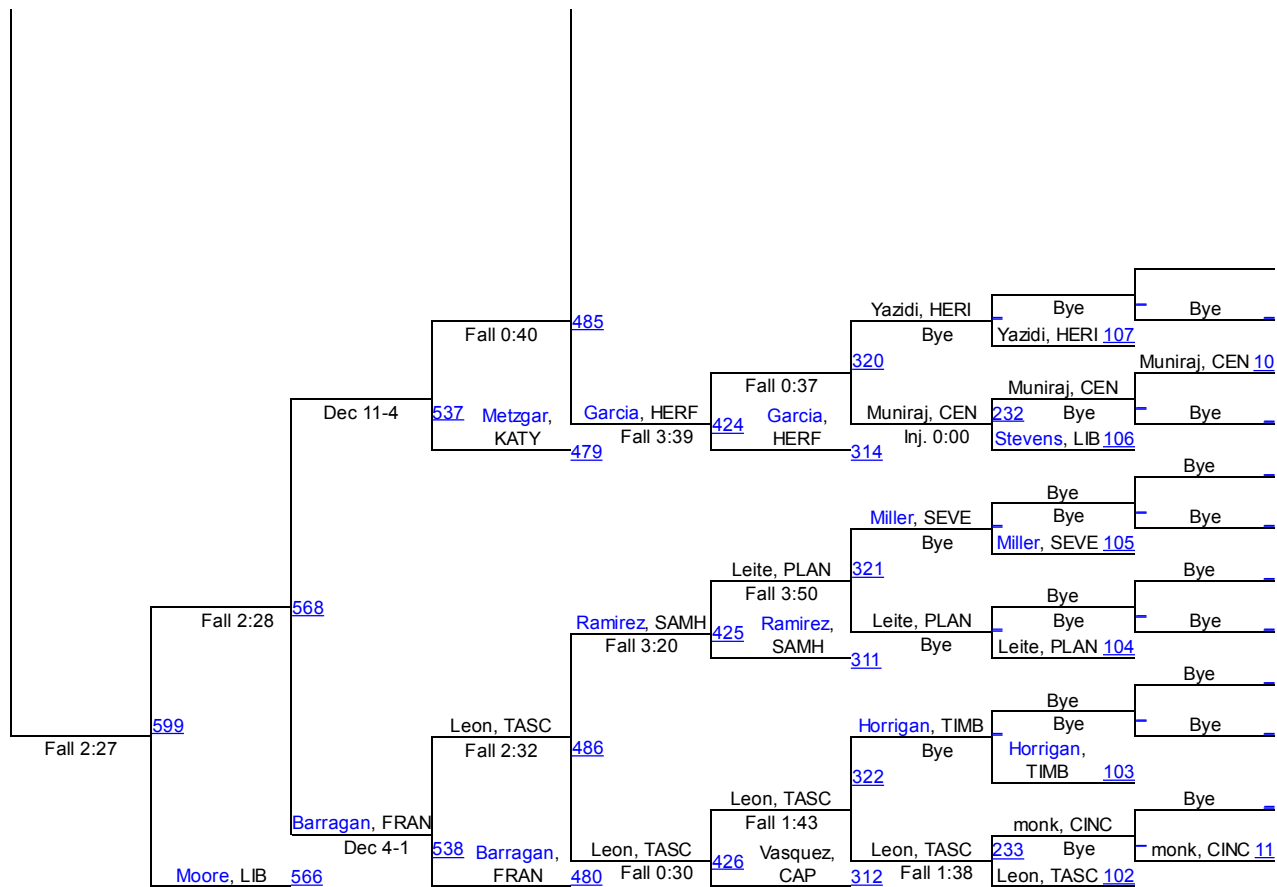 Yazidi, HERI
Bye
Bye
Bye
485
Fall 0:40
Yazidi, HERI 107
320
Muniraj, CEN 10
Fall 0:37
Muniraj, CEN
Dec 11-4
537
Metzgar,
KATY
Garcia, HERF
Fall 3:39
424
Garcia,
HERF
Muniraj, CEN
Inj. 0:00
232
Bye
Bye
Stevens, LIB 106
479
314
Bye
Bye
Miller, SEVE
Bye
Bye
Bye
Miller, SEVE 105
Leite, PLAN
Fall 3:50
321
Bye
Bye
568
Fall 2:28
Ramirez, SAMH
Fall 3:20
425
Ramirez,
SAMH
Leite, PLAN
Bye
Bye
Bye
Leite, PLAN 104
311
Bye
Bye
599
Fall 2:27
Leon, TASC
Fall 2:32
486
Horrigan, TIMB
Bye
Bye
Bye
Horrigan,
TIMB 103
322
Leon, TASC
Fall 1:43
Bye
Barragan, FRAN
Dec 4-1
monk, CINC
538
Barragan,
FRAN
Leon, TASC
Fall 0:30
426
Vasquez,
CAP
Leon, TASC
Fall 1:38
233
Bye
monk, CINC 11
Moore, LIB 566
480
312
Leon, TASC 102